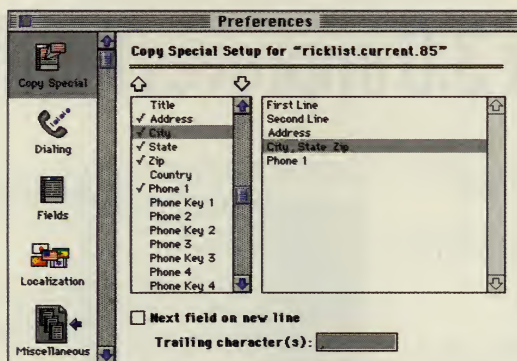 Preferences
Copy Special
Dialing
Fields
Localization
Miscellaneous
Copy Special Setup for "ricklist.current.85"
Title
✓ Address
✓ City
✓ State
✓ Zip
Country
✓ Phone 1
Phone Key 1
Phone 2
Phone Key 2
Phone 3
Phone Key 3
Phone 4
Phone Key 4
First Line
Second Line
Address
City, State Zip
Phone 1
Next field on new line
Trailing character(s): ,